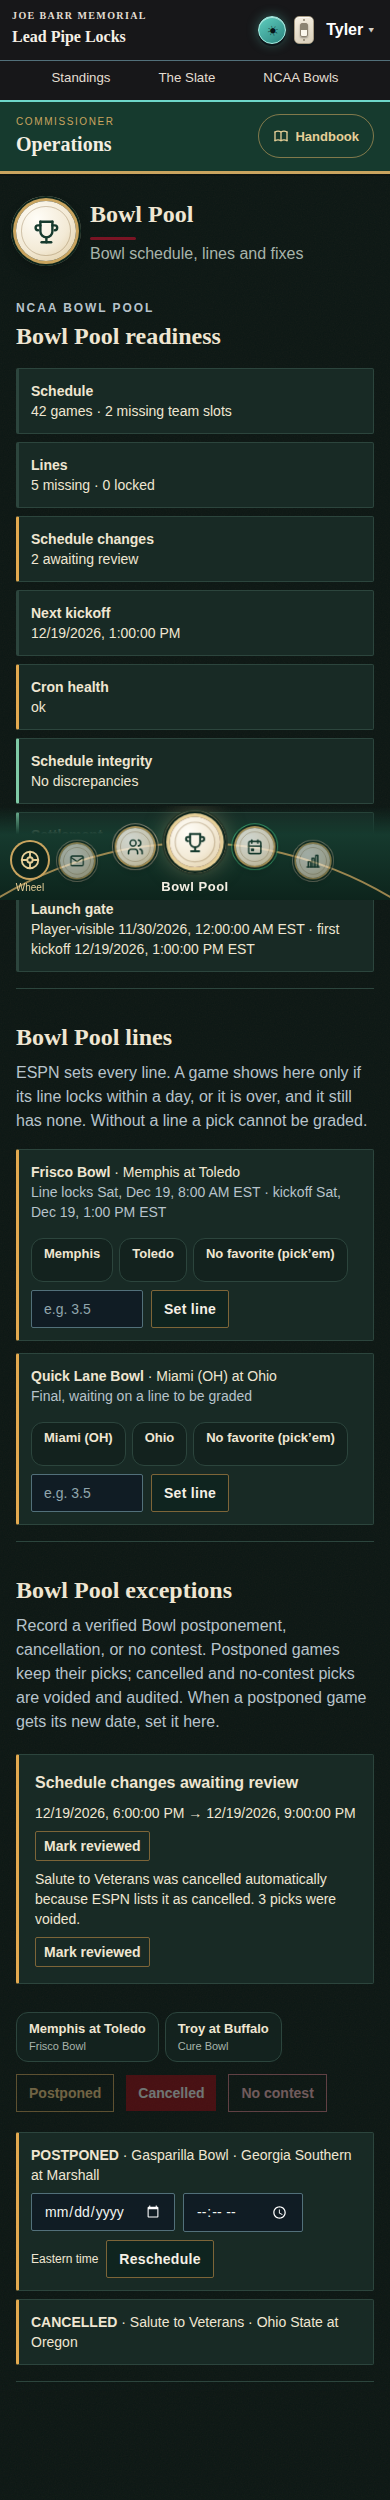 JOE BARR MEMORIAL
Lead Pipe Locks
Tyler
Standings
The Slate
NCAA Bowls
COMMISSIONER
Operations
Handbook
Bowl Pool
Bowl schedule, lines and fixes
NCAA BOWL POOL
Bowl Pool readiness
Schedule
42 games · 2 missing team slots
Lines
5 missing · 0 locked
Schedule changes
2 awaiting review
Next kickoff
12/19/2026, 1:00:00 PM
Cron health
ok
Schedule integrity
No discrepancies
Wheel
Bowl Pool
Launch gate
Player-visible 11/30/2026, 12:00:00 AM EST · first
kickoff 12/19/2026, 1:00:00 PM EST
Bowl Pool lines
ESPN sets every line. A game shows here only if
its line locks within a day, or it is over, and it still
has none. Without a line a pick cannot be graded.
Frisco Bowl · Memphis at Toledo
Line locks Sat, Dec 19, 8:00 AM EST · kickoff Sat,
Dec 19, 1:00 PM EST
Memphis
Toledo
No favorite (pick’em)
e.g. 3.5
Set line
Quick Lane Bowl · Miami (OH) at Ohio
Final, waiting on a line to be graded
Miami (OH)
Ohio
No favorite (pick’em)
e.g. 3.5
Set line
Bowl Pool exceptions
Record a verified Bowl postponement,
cancellation, or no contest. Postponed games
keep their picks; cancelled and no-contest picks
are voided and audited. When a postponed game
gets its new date, set it here.
Schedule changes awaiting review
12/19/2026, 6:00:00 PM → 12/19/2026, 9:00:00 PM
Mark reviewed
Salute to Veterans was cancelled automatically
because ESPN lists it as cancelled. 3 picks were
voided.
Mark reviewed
Memphis at Toledo
Frisco Bowl
Troy at Buffalo
Cure Bowl
Postponed
Cancelled
No contest
POSTPONED · Gasparilla Bowl · Georgia Southern
at Marshall
mm/dd/yyyy
--:-- --
Eastern time
Reschedule
CANCELLED · Salute to Veterans · Ohio State at
Oregon